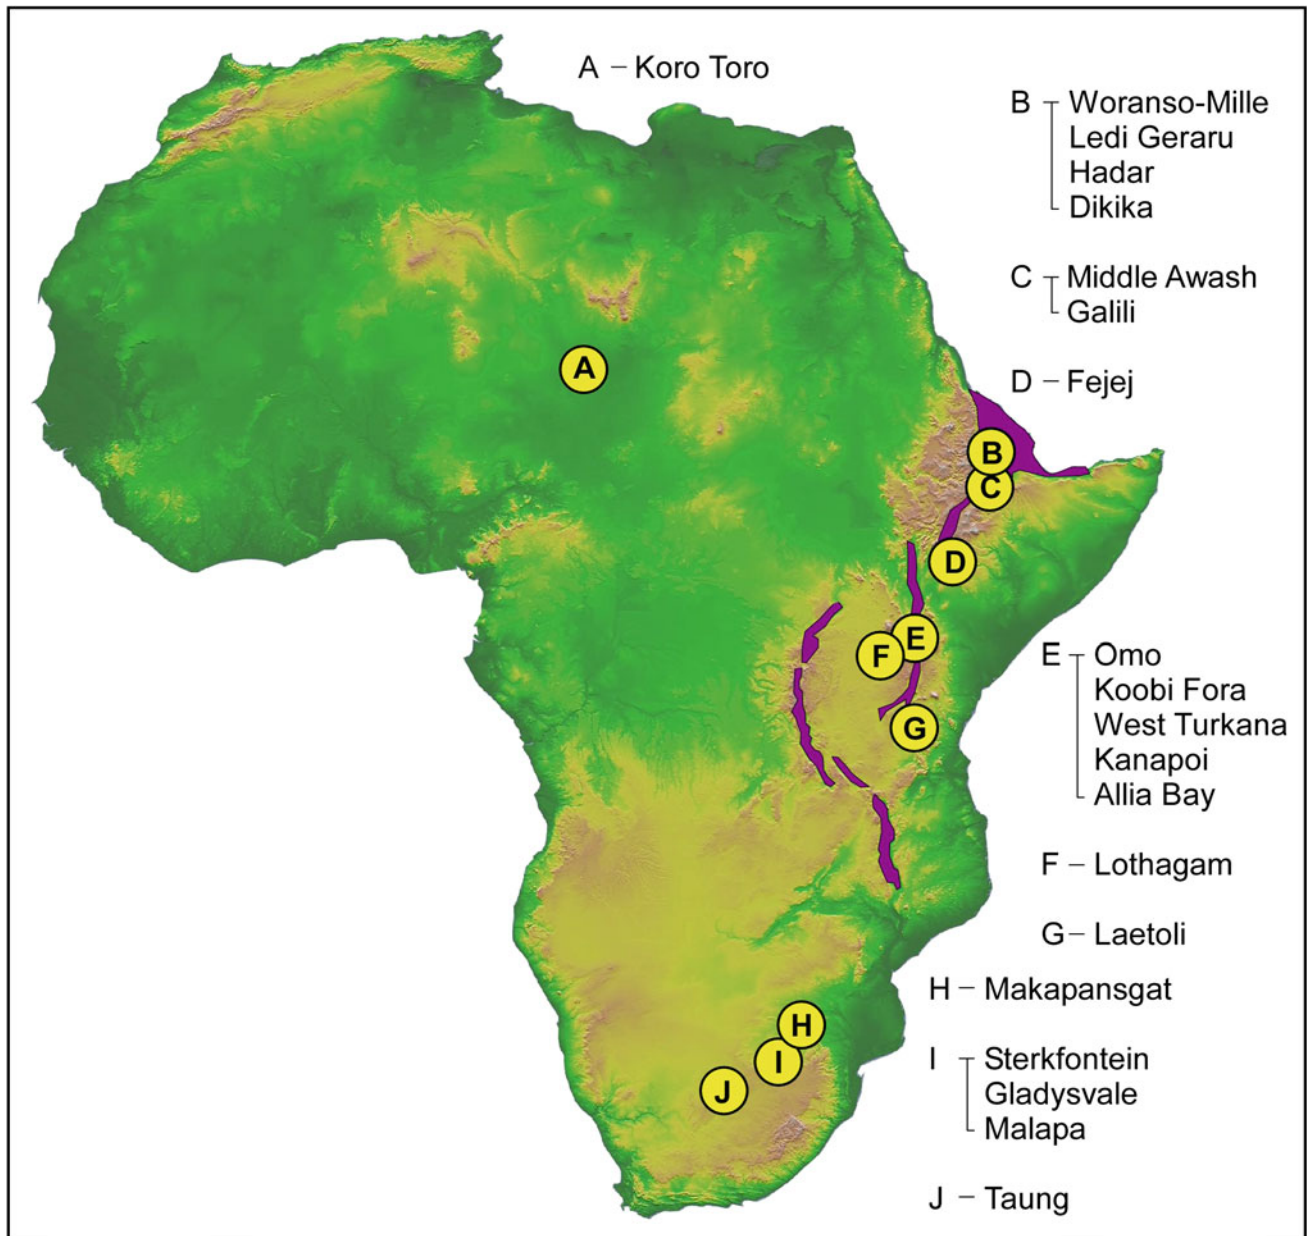 A – Koro Toro
B Woranso-Mille
Ledi Geraru
Hadar
Dikika
C Middle Awash
Galili
D – Fejej
A
B
C
D
E
F
G
E Omo
Koobi Fora
West Turkana
Kanapoi
Allia Bay
F – Lothagam
G – Laetoli
H – Makapansgat
I Sterkfontein
Gladysvale
Malapa
J – Taung
H
I
J